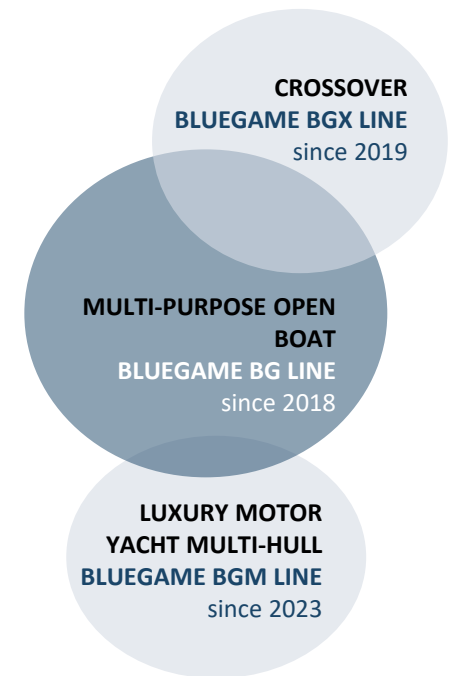 CROSSOVER
BLUEGAME BGX LINE
since 2019
MULTI-PURPOSE OPEN
BOAT
BLUEGAME BG LINE
since 2018
LUXURY MOTOR
YACHT MULTI-HULL
BLUEGAME BGM LINE
since 2023